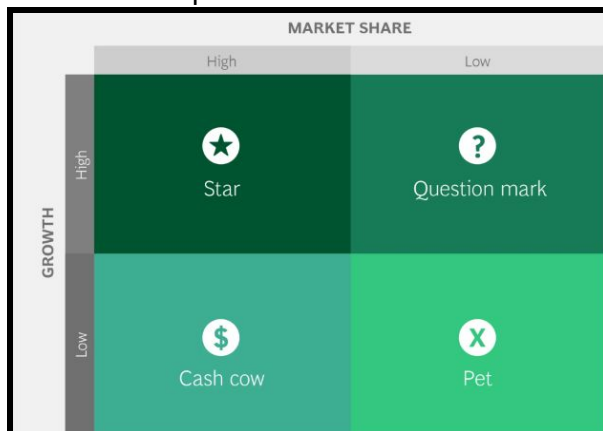 MARKET SHARE
High
Low
GROWTH
High
Star
?
Question mark
Low
$
Cash cow
X
Pet